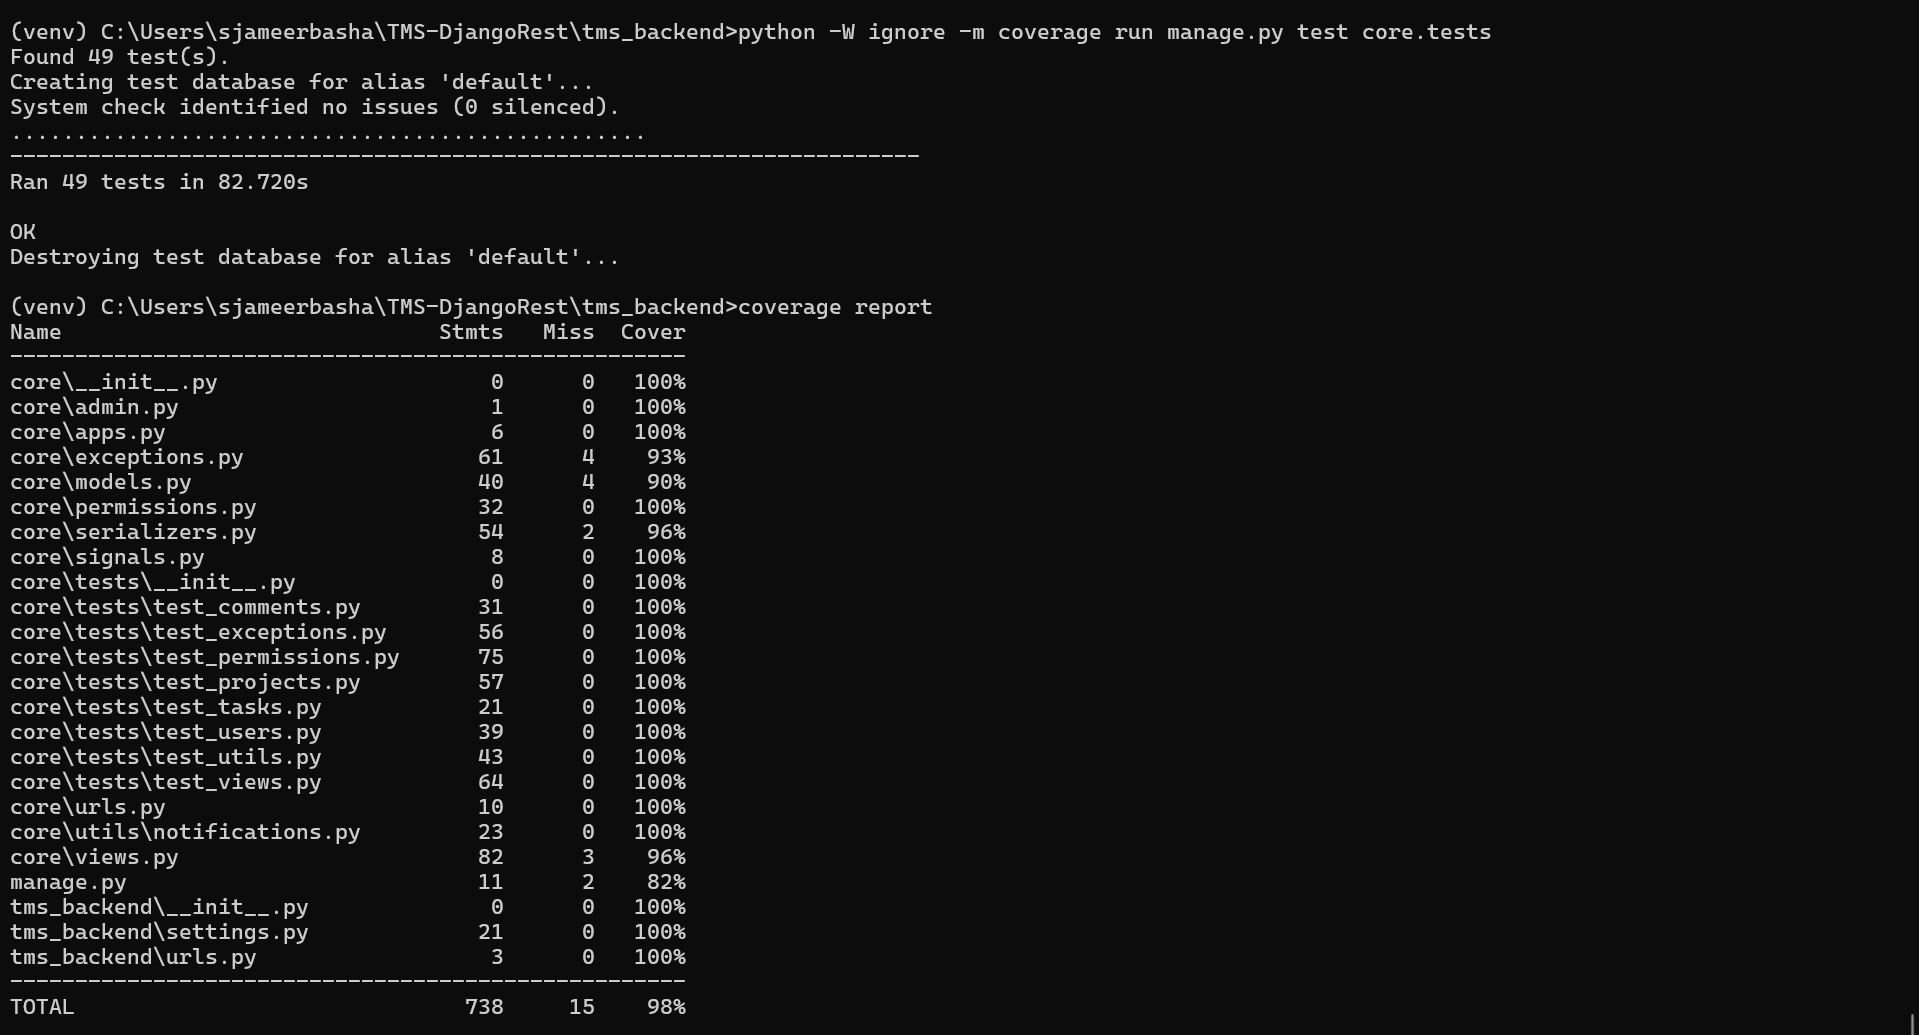 (venv) C:\Users\sjameerbasha\TMS-DjangoRest\tms_backend>python -W ignore -m coverage run manage.py test core.tests
Found 49 test(s).
Creating test database for alias 'default'...
System check identified no issues (0 silenced).
.................................................
----------------------------------------------------------------------
Ran 49 tests in 82.720s

OK
Destroying test database for alias 'default'...

(venv) C:\Users\sjameerbasha\TMS-DjangoRest\tms_backend>coverage report
Name                             Stmts   Miss  Cover
----------------------------------------------------
core\__init__.py                     0      0   100%
core\admin.py                        1      0   100%
core\apps.py                         6      0   100%
core\exceptions.py                  61      4    93%
core\models.py                      40      4    90%
core\permissions.py                 32      0   100%
core\serializers.py                 54      2    96%
core\signals.py                      8      0   100%
core\tests\__init__.py               0      0   100%
core\tests\test_comments.py         31      0   100%
core\tests\test_exceptions.py       56      0   100%
core\tests\test_permissions.py      75      0   100%
core\tests\test_projects.py         57      0   100%
core\tests\test_tasks.py            21      0   100%
core\tests\test_users.py            39      0   100%
core\tests\test_utils.py            43      0   100%
core\tests\test_views.py            64      0   100%
core\urls.py                        10      0   100%
core\utils\notifications.py         23      0   100%
core\views.py                       82      3    96%
manage.py                           11      2    82%
tms_backend\__init__.py              0      0   100%
tms_backend\settings.py             21      0   100%
tms_backend\urls.py                  3      0   100%
----------------------------------------------------
TOTAL                              738     15    98%